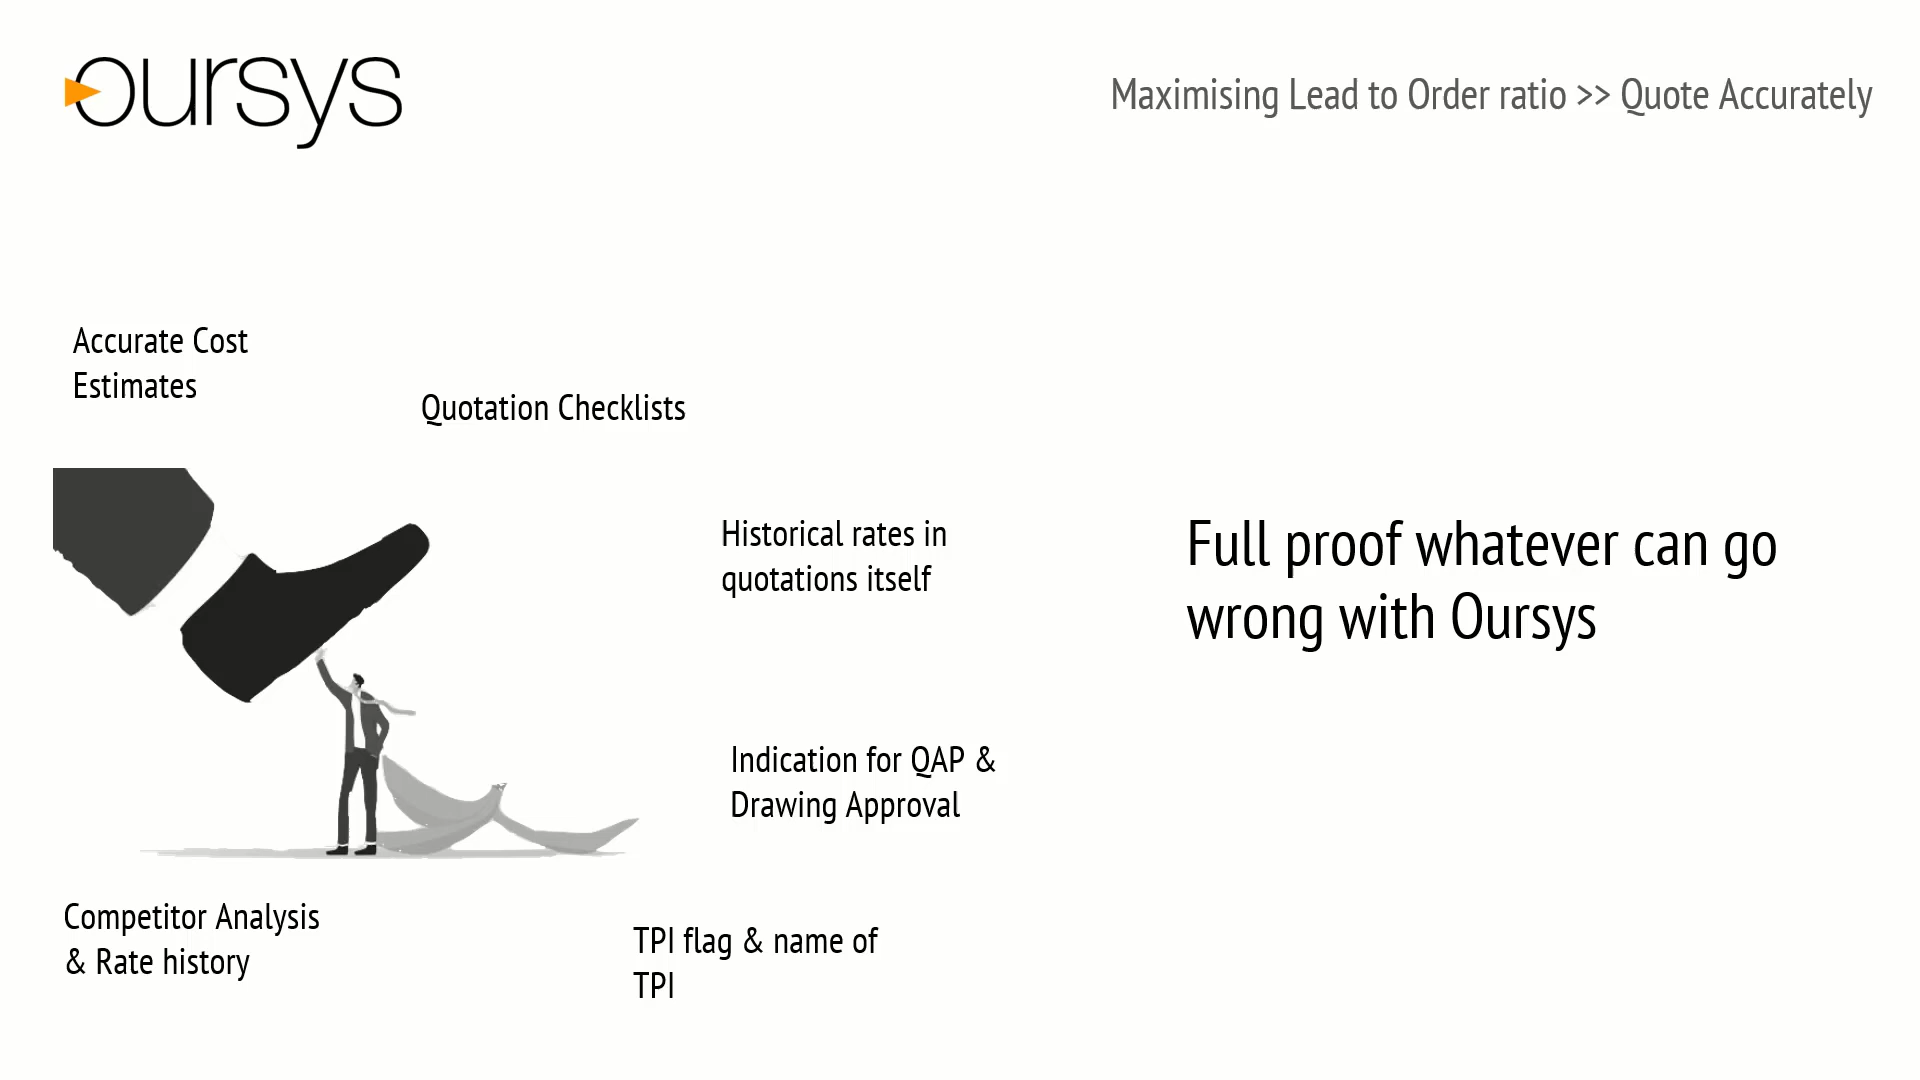 oursys
Maximising Lead to Order ratio >> Quote Accurately
Accurate Cost
Estimates
Quotation Checklists
Historical rates in
quotations itself
Full proof whatever can go
wrong with Oursys
Indication for QAP &
Drawing Approval
Competitor Analysis
& Rate history
TPI flag & name of
TPI